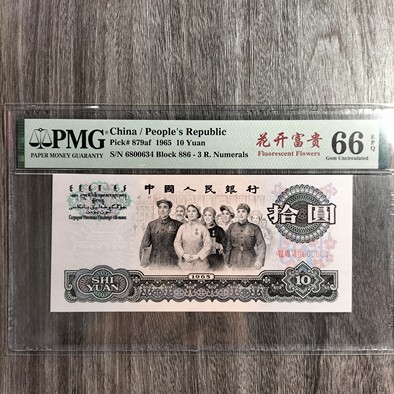 PMG
PAPER MONEY GUARANTY
China / People's Republic
Pick# 879af 1965 10 Yuan
S/N 6800634 Block 886 - 3 R. Numerals
花开富贵
Fluorescent Flowers
66 EPQ
Gem Uncirculated
中國人民銀行
拾圓
1965
SHI
YUAN
10